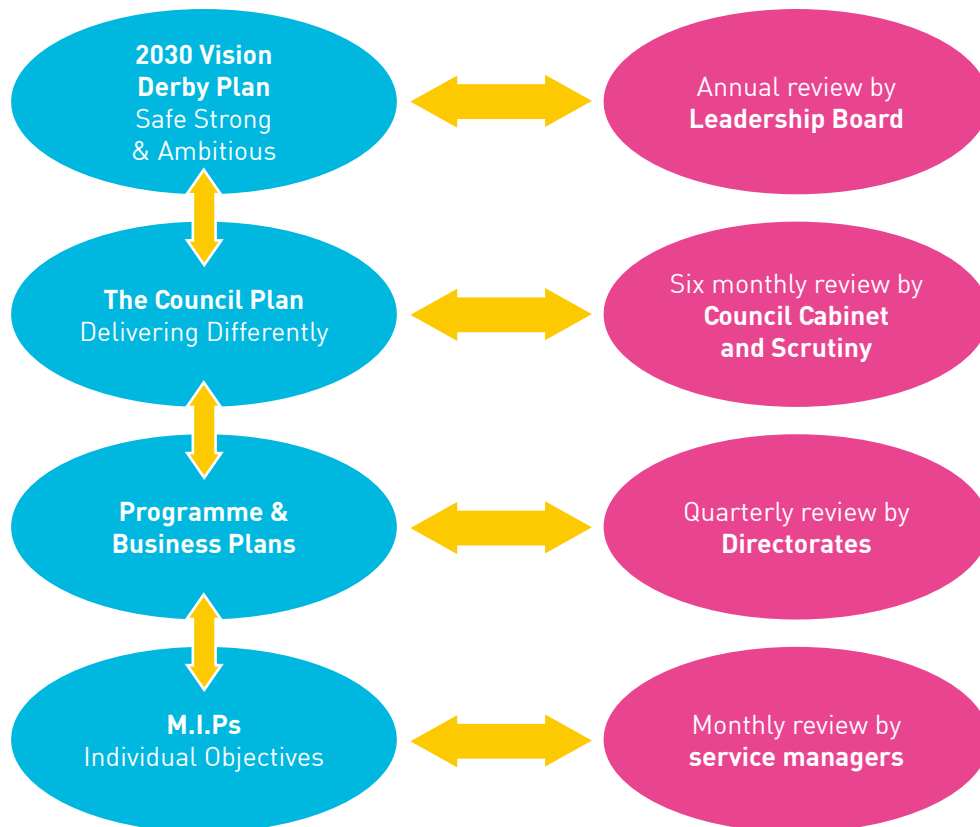 2030 Vision
Derby Plan
Safe Strong
& Ambitious
Annual review by
Leadership Board
The Council Plan
Delivering Differently
Six monthly review by
Council Cabinet
and Scrutiny
Programme &
Business Plans
Quarterly review by
Directorates
M.I.Ps
Individual Objectives
Monthly review by
service managers